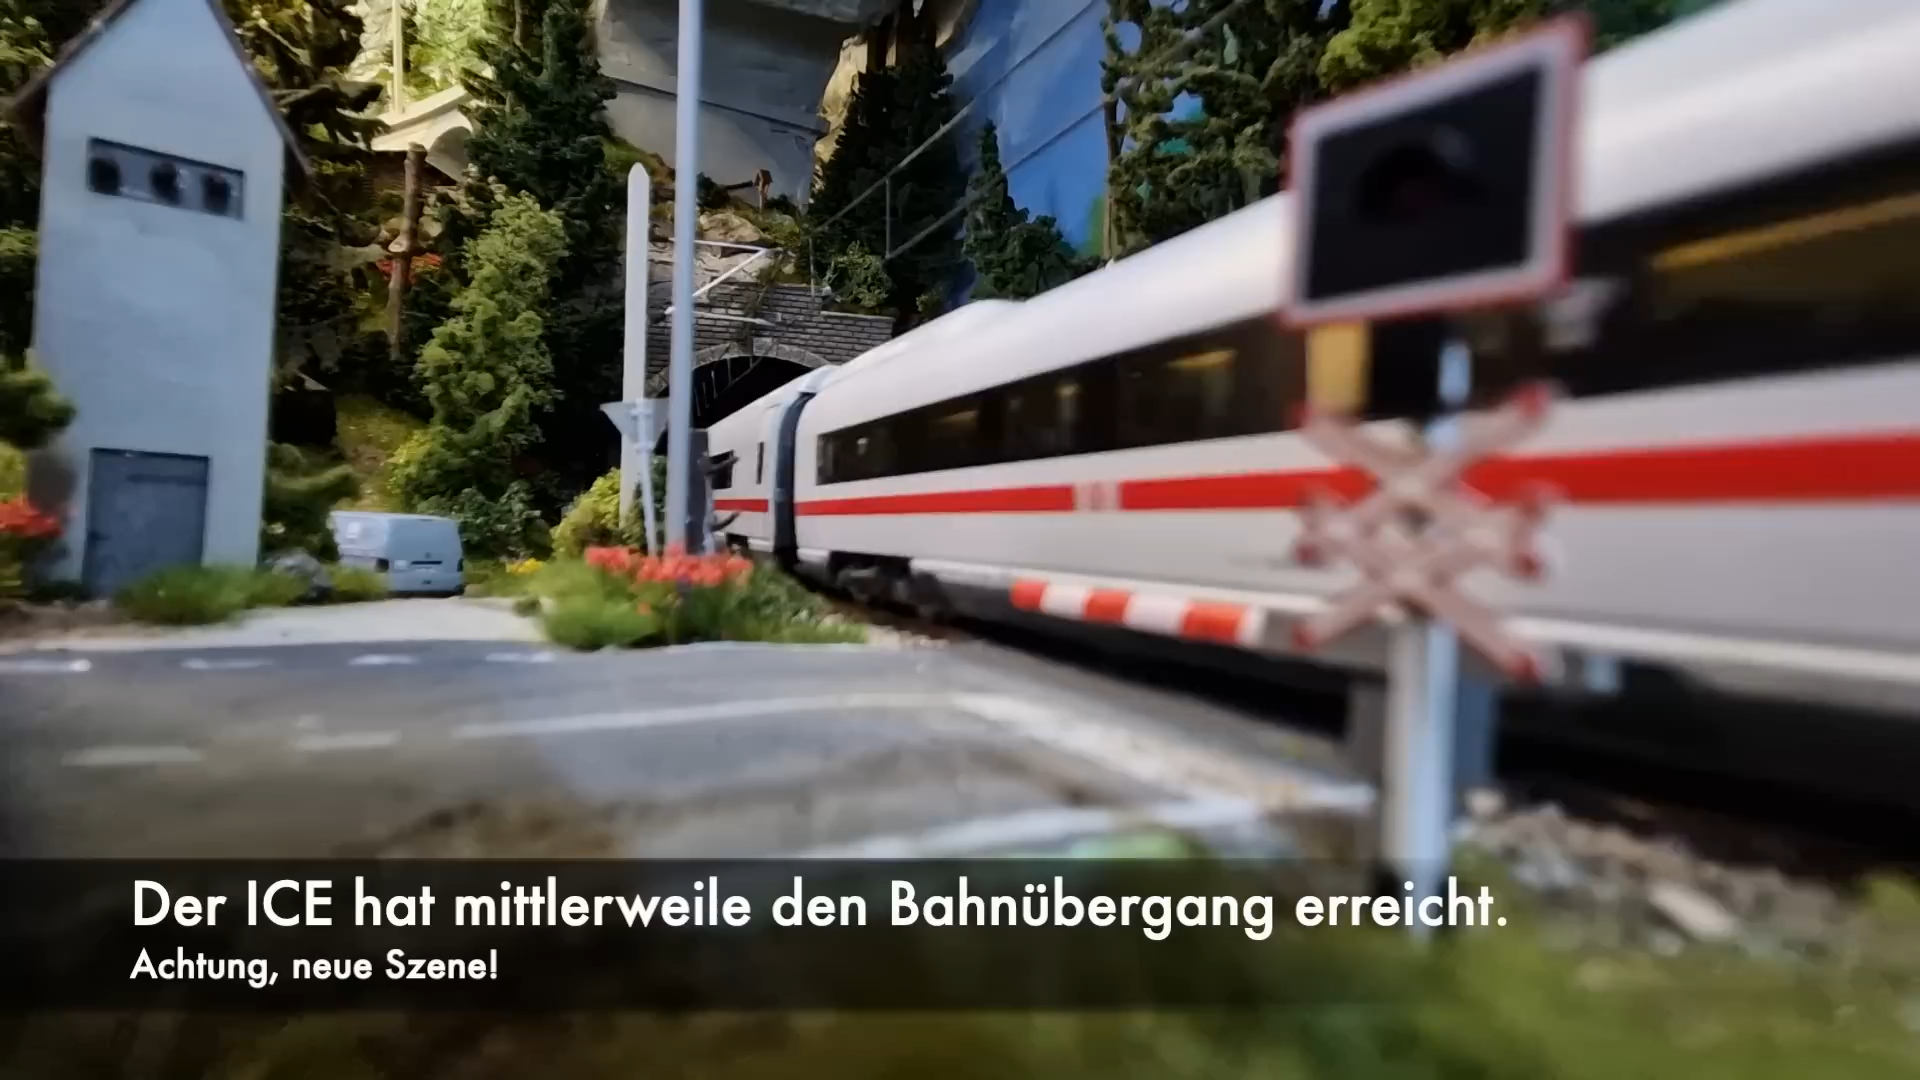 Der ICE hat mittlerweile den Bahnübergang erreicht.
Achtung, neue Szene!